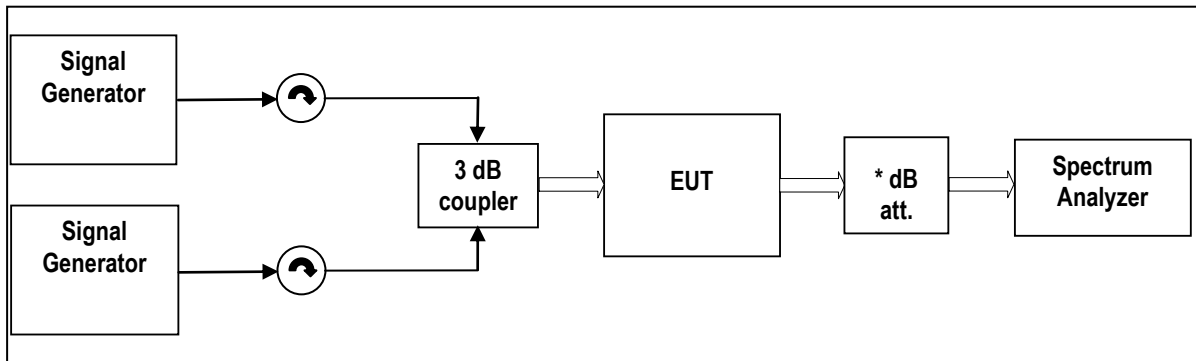 Signal
Generator
3 dB
coupler
EUT
* dB
att.
Spectrum
Analyzer
Signal
Generator